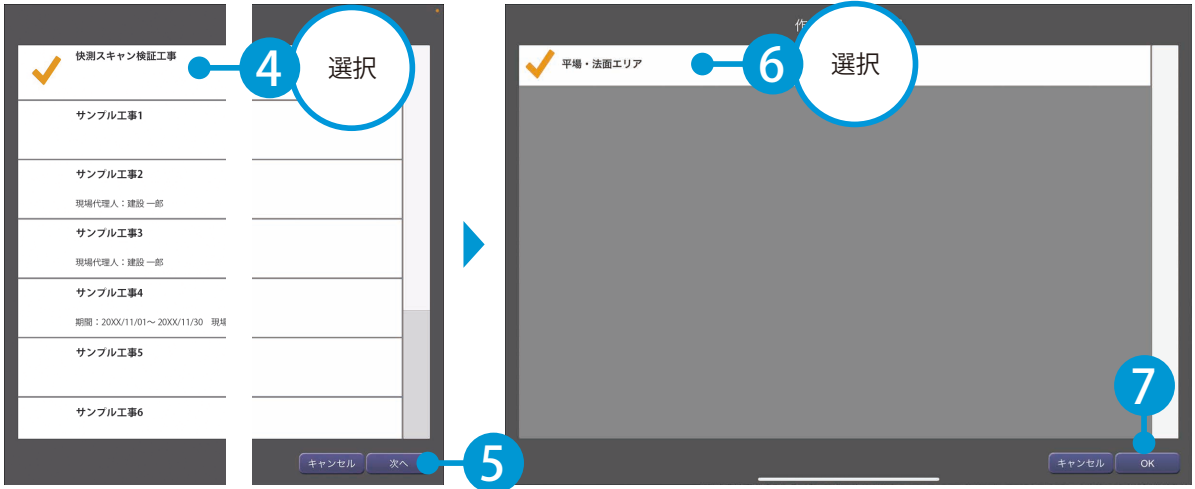 快測スキャン検証工事
4
選択
サンプル工事1
サンプル工事2
現場代理人：建設 一郎
サンプル工事3
現場代理人：建設 一郎
サンプル工事4
期間：20XX/11/01～ 20XX/11/30　現場
サンプル工事5
サンプル工事6
キャンセル
次へ
5
作
平場・法面エリア
6
選択
7
キャンセル
OK